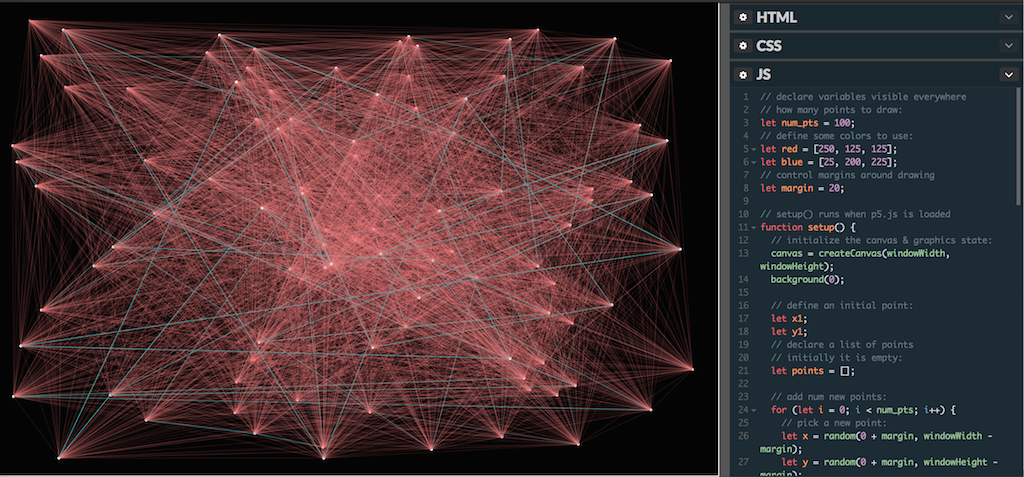 HTML
CSS
JS
1 // declare variables visible everywhere
2 // how many points to draw:
3 let num_pts = 100;
4 // define some colors to use:
5 let red = [250, 125, 125];
6 let blue = [25, 200, 225];
7 // control margins around drawing
8 let margin = 20;
9
10 // setup() runs when p5.js is loaded
11 function setup() {
12 // initialize the canvas & graphics state:
13 canvas = createCanvas(windowWidth,
windowHeight);
14 background(0);
15
16 // define an initial point:
17 let x1;
18 let y1;
19 // declare a list of points
20 // initially it is empty:
21 let points = [];
22
23 // add num new points:
24 for (let i = 0; i < num_pts; i++) {
25 // pick a new point:
26 let x = random(0 + margin, windowWidth -
margin);
27 let y = random(0 + margin, windowHeight -
margin);